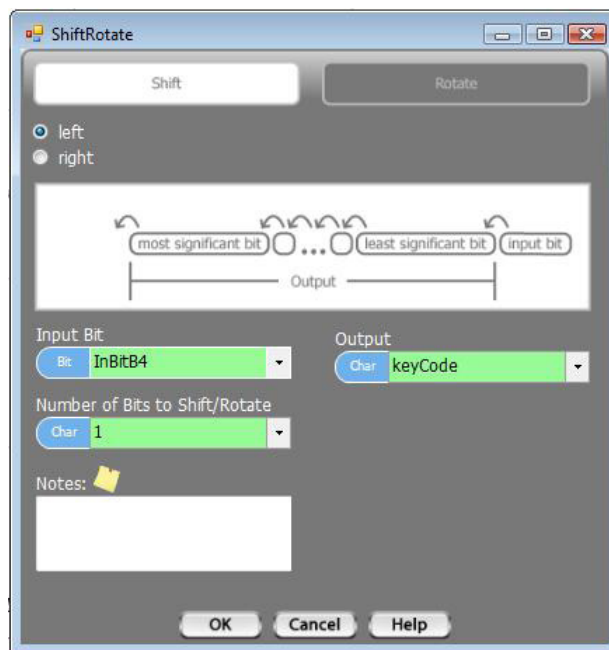 ShiftRotate
Shift
Rotate
left
right
most significant bit ... least significant bit input bit
Output
Input Bit
Bit InBitB4
Output
Char keyCode
Number of Bits to Shift/Rotate
Char 1
Notes:
OK Cancel Help